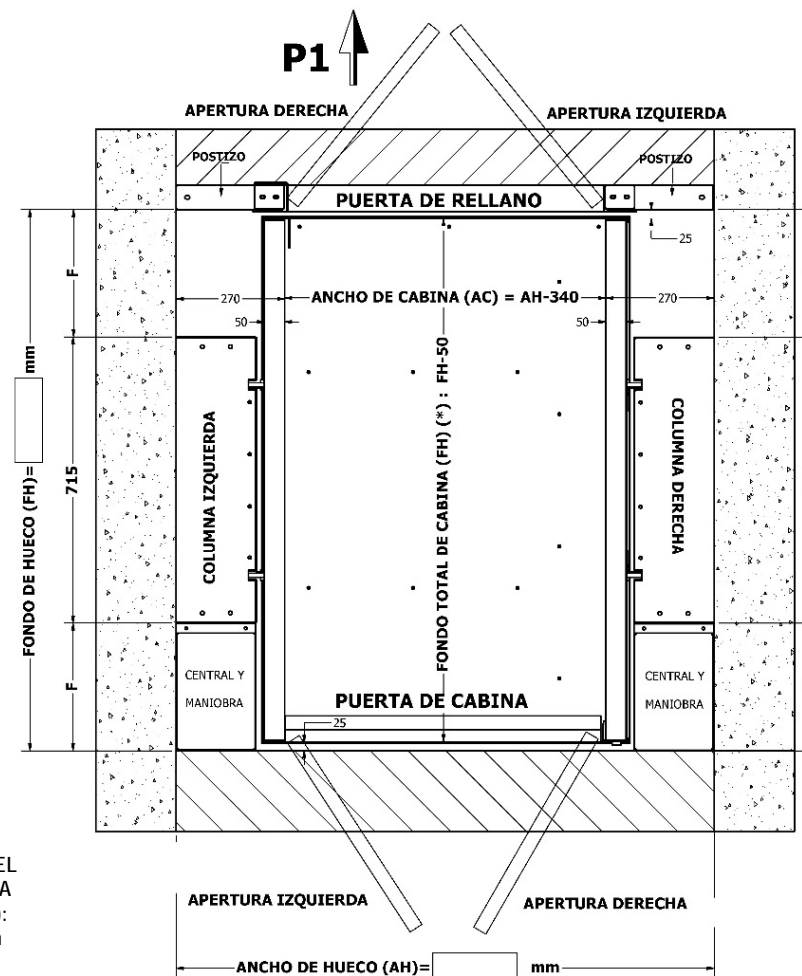 P1
APERTURA DERECHA
APERTURA IZQUIERDA
POSTIZO
POSTIZO
PUERTA DE RELLANO
25
F
270
ANCHO DE CABINA (AC) = AH-340
270
50
50
FONDO DE HUECO (FH)= mm
715
COLUMNA IZQUIERDA
FONDO TOTAL DE CABINA (FH) (*) : FH-50
COLUMNA DERECHA
F
CENTRAL Y
MANIOBRA
CENTRAL Y
MANIOBRA
PUERTA DE CABINA
25
EL
A
):
APERTURA IZQUIERDA
APERTURA DERECHA
ANCHO DE HUECO (AH)= mm